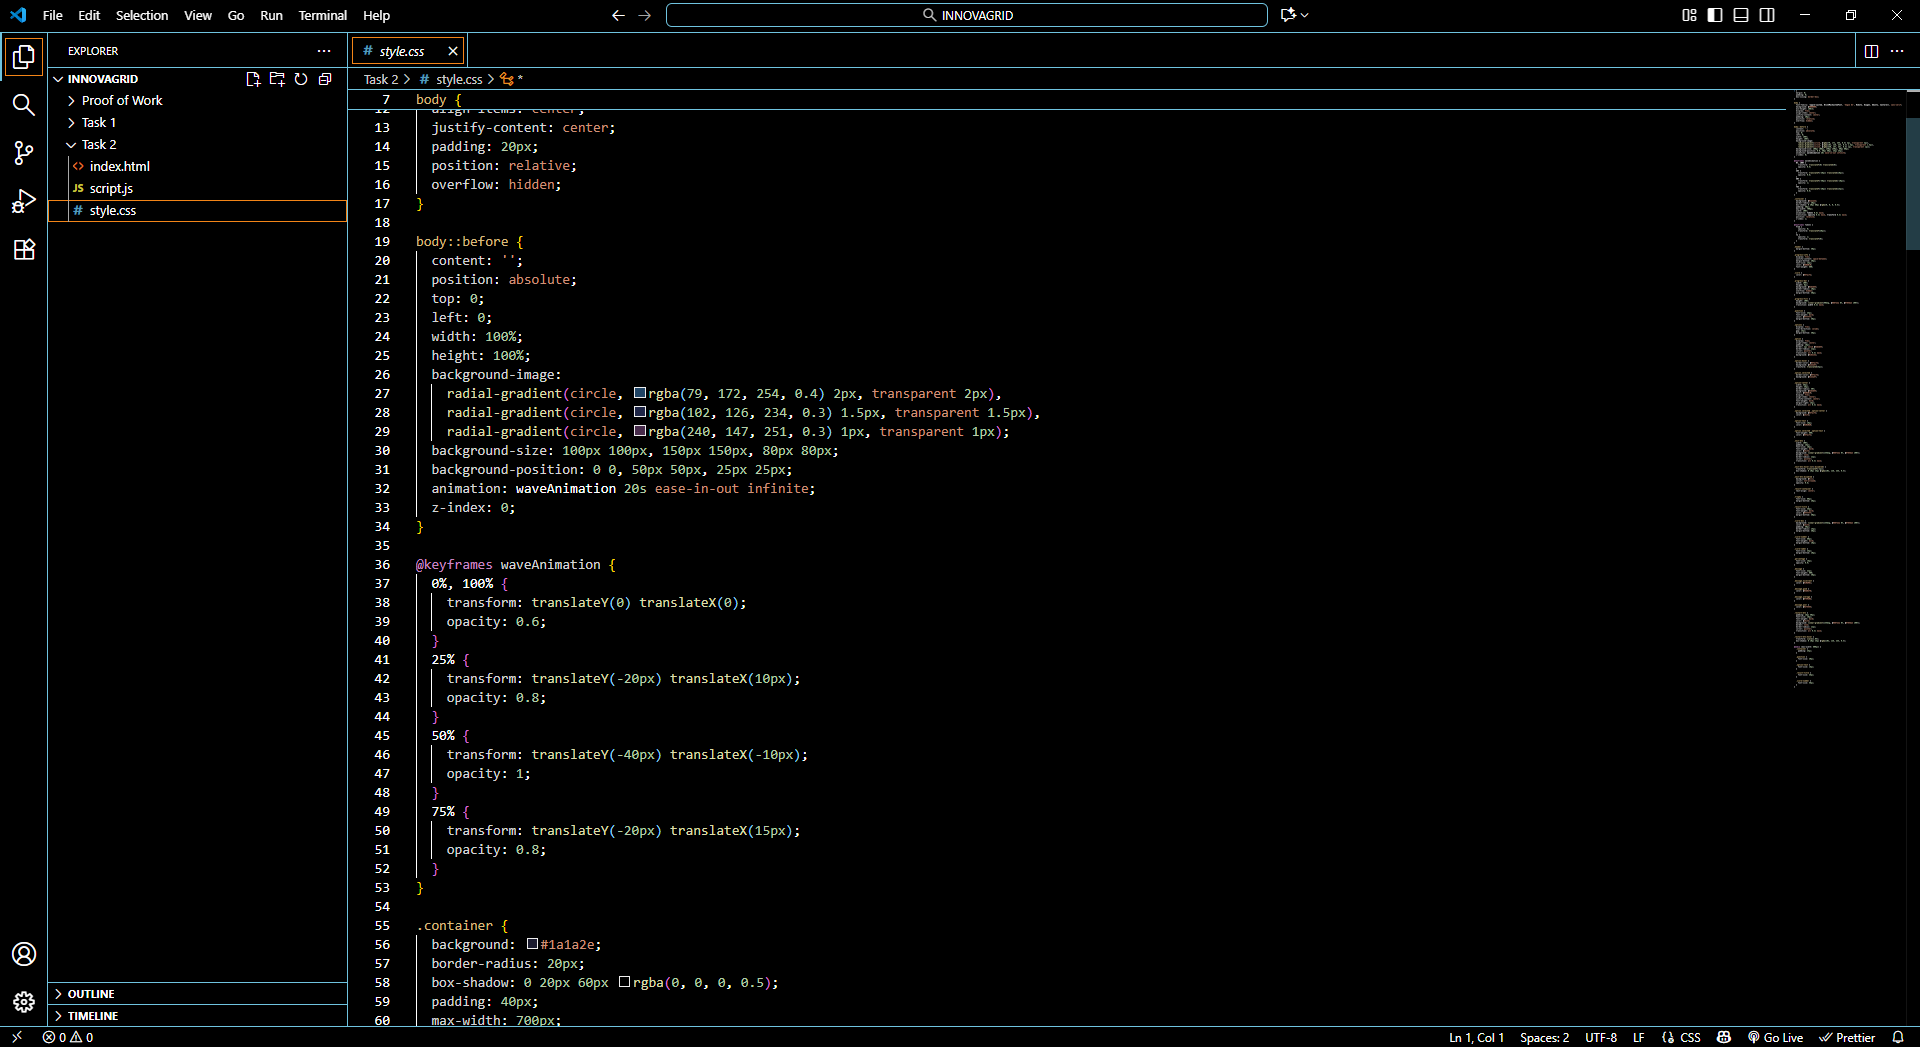 File Edit Selection View Go Run Terminal Help
INNOVAGRID
EXPLORER
INNOVAGRID
Proof of Work
Task 1
Task 2
index.html
JS script.js
# style.css
OUTLINE
TIMELINE
# style.css
Task 2 > # style.css > *
7 body {
12 align-items: center;
13 justify-content: center;
14 padding: 20px;
15 position: relative;
16 overflow: hidden;
17 }
18
19 body::before {
20 content: '';
21 position: absolute;
22 top: 0;
23 left: 0;
24 width: 100%;
25 height: 100%;
26 background-image:
27 radial-gradient(circle, rgba(79, 172, 254, 0.4) 2px, transparent 2px),
28 radial-gradient(circle, rgba(102, 126, 234, 0.3) 1.5px, transparent 1.5px),
29 radial-gradient(circle, rgba(240, 147, 251, 0.3) 1px, transparent 1px);
30 background-size: 100px 100px, 150px 150px, 80px 80px;
31 background-position: 0 0, 50px 50px, 25px 25px;
32 animation: waveAnimation 20s ease-in-out infinite;
33 z-index: 0;
34 }
35
36 @keyframes waveAnimation {
37 0%, 100% {
38 transform: translateY(0) translateX(0);
39 opacity: 0.6;
40 }
41 25% {
42 transform: translateY(-20px) translateX(10px);
43 opacity: 0.8;
44 }
45 50% {
46 transform: translateY(-40px) translateX(-10px);
47 opacity: 1;
48 }
49 75% {
50 transform: translateY(-20px) translateX(15px);
51 opacity: 0.8;
52 }
53 }
54
55 .container {
56 background: #1a1a2e;
57 border-radius: 20px;
58 box-shadow: 0 20px 60px rgba(0, 0, 0, 0.5);
59 padding: 40px;
60 max-width: 700px;
0 0 Ln 1, Col 1 Spaces: 2 UTF-8 LF {} CSS Go Live Prettier